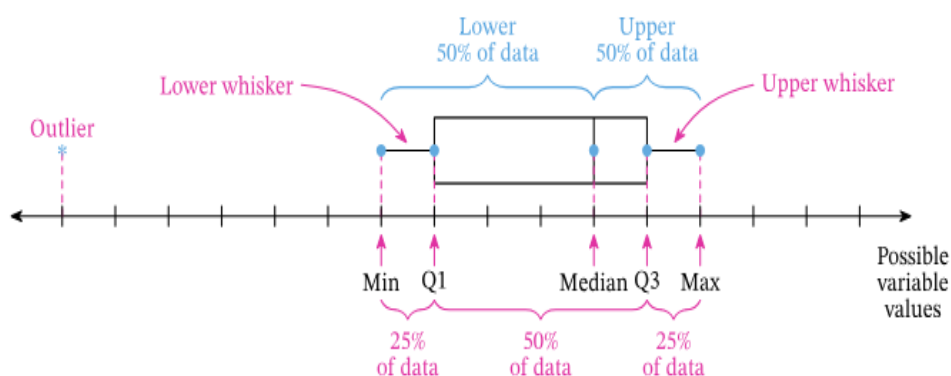 Lower
50% of data
Upper
50% of data
Lower whisker
Upper whisker
Outlier
*
Min
Q1
Median
Q3
Max
Possible
variable
values
25%
of data
50%
of data
25%
of data